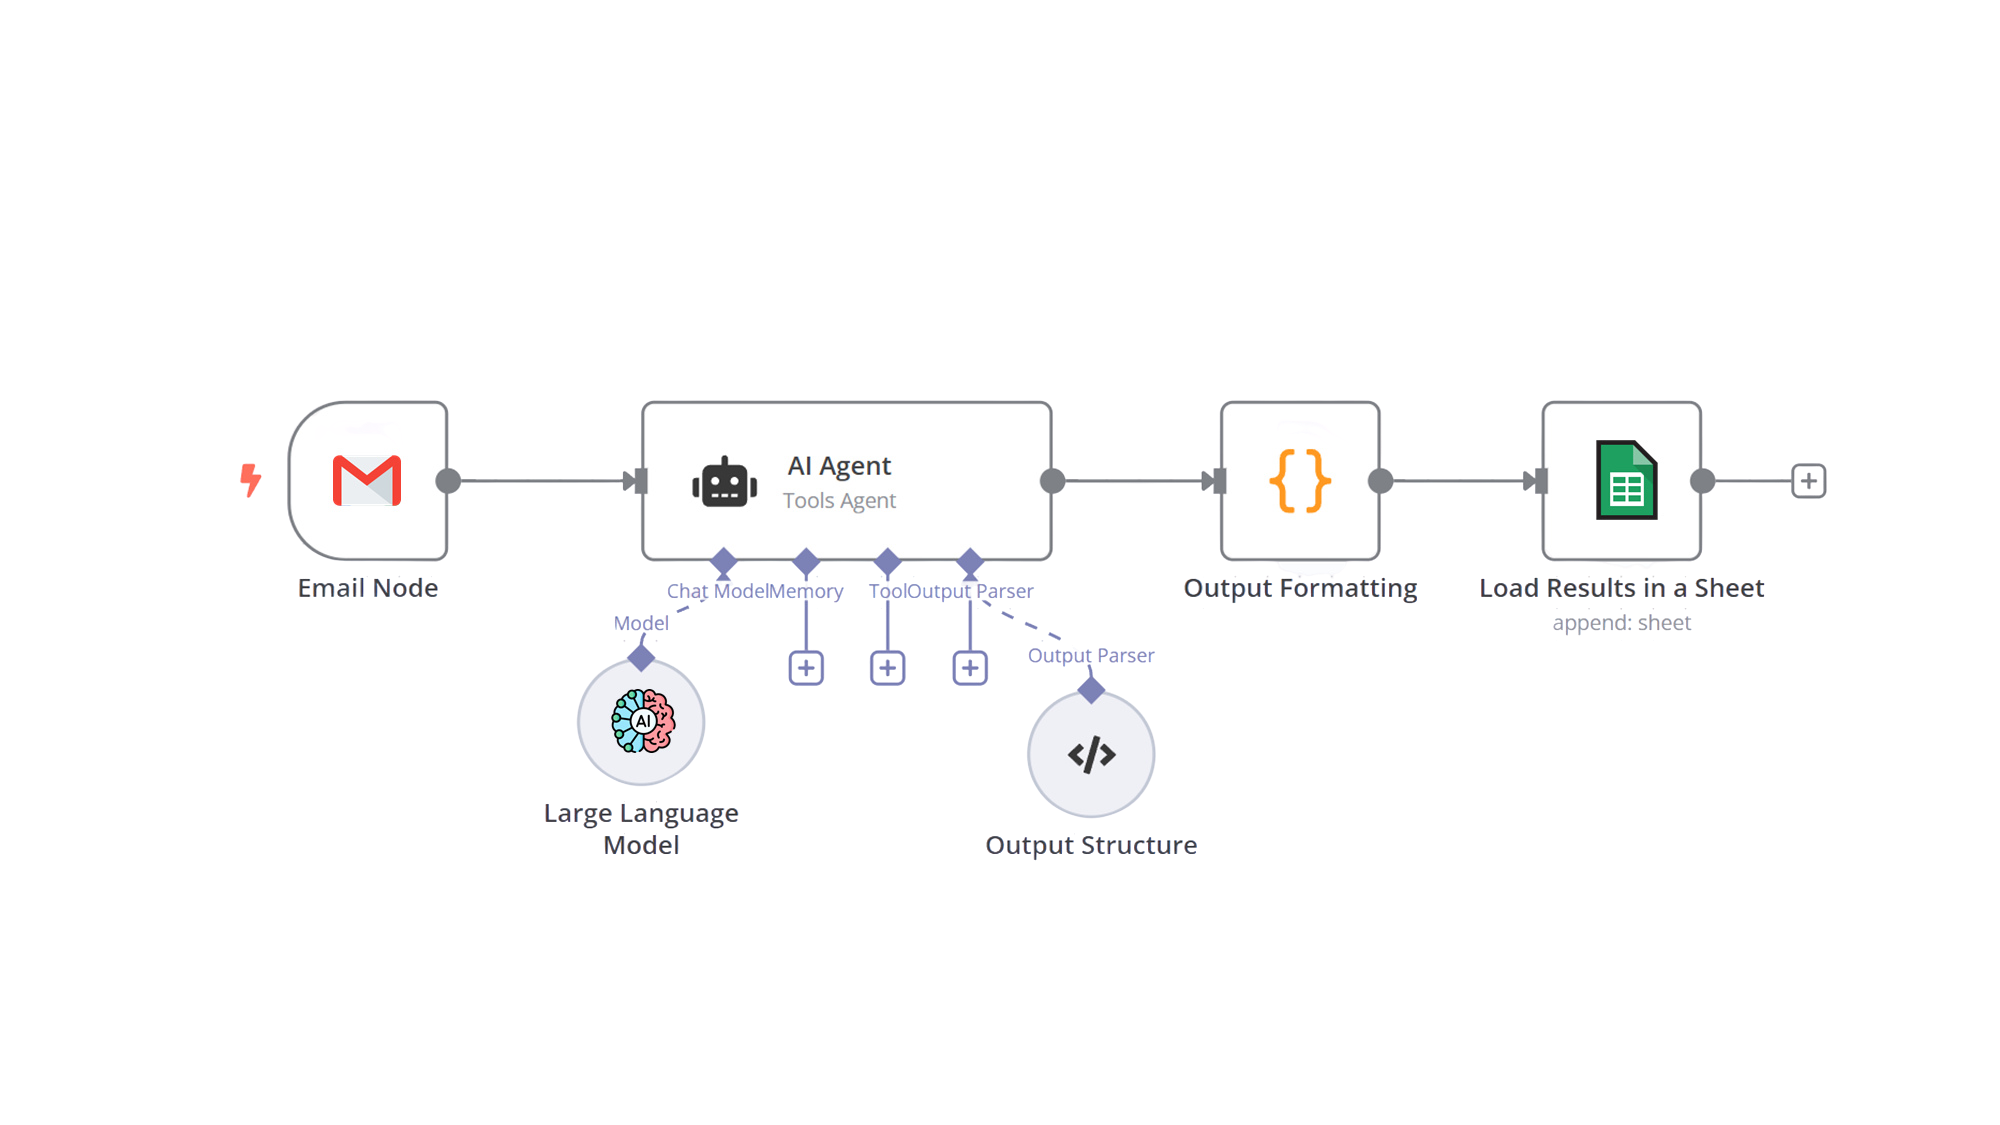 AI Agent
Tools Agent
Email Node
Chat Model
Memory
Tool
Output Parser
Output Formatting
Load Results in a Sheet
append: sheet
Model
Output Parser
AI
Large Language
Model
Output Structure